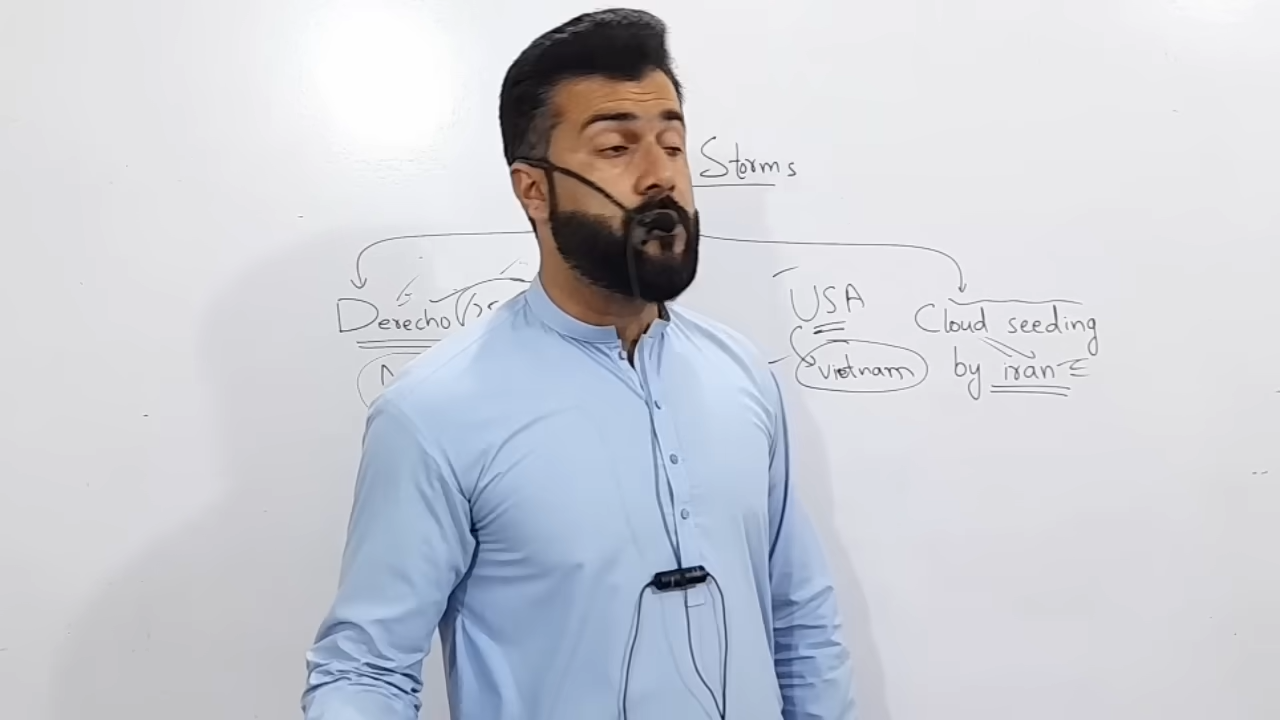 Storms
Derecho
USA
vietnam
Cloud seeding
by iran